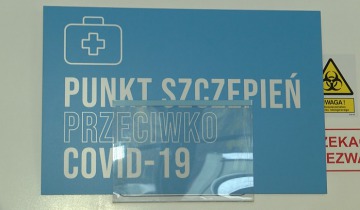 PUNKT SZCZEPIEŃ
PRZECIWKO
COVID-19
UWAGA !